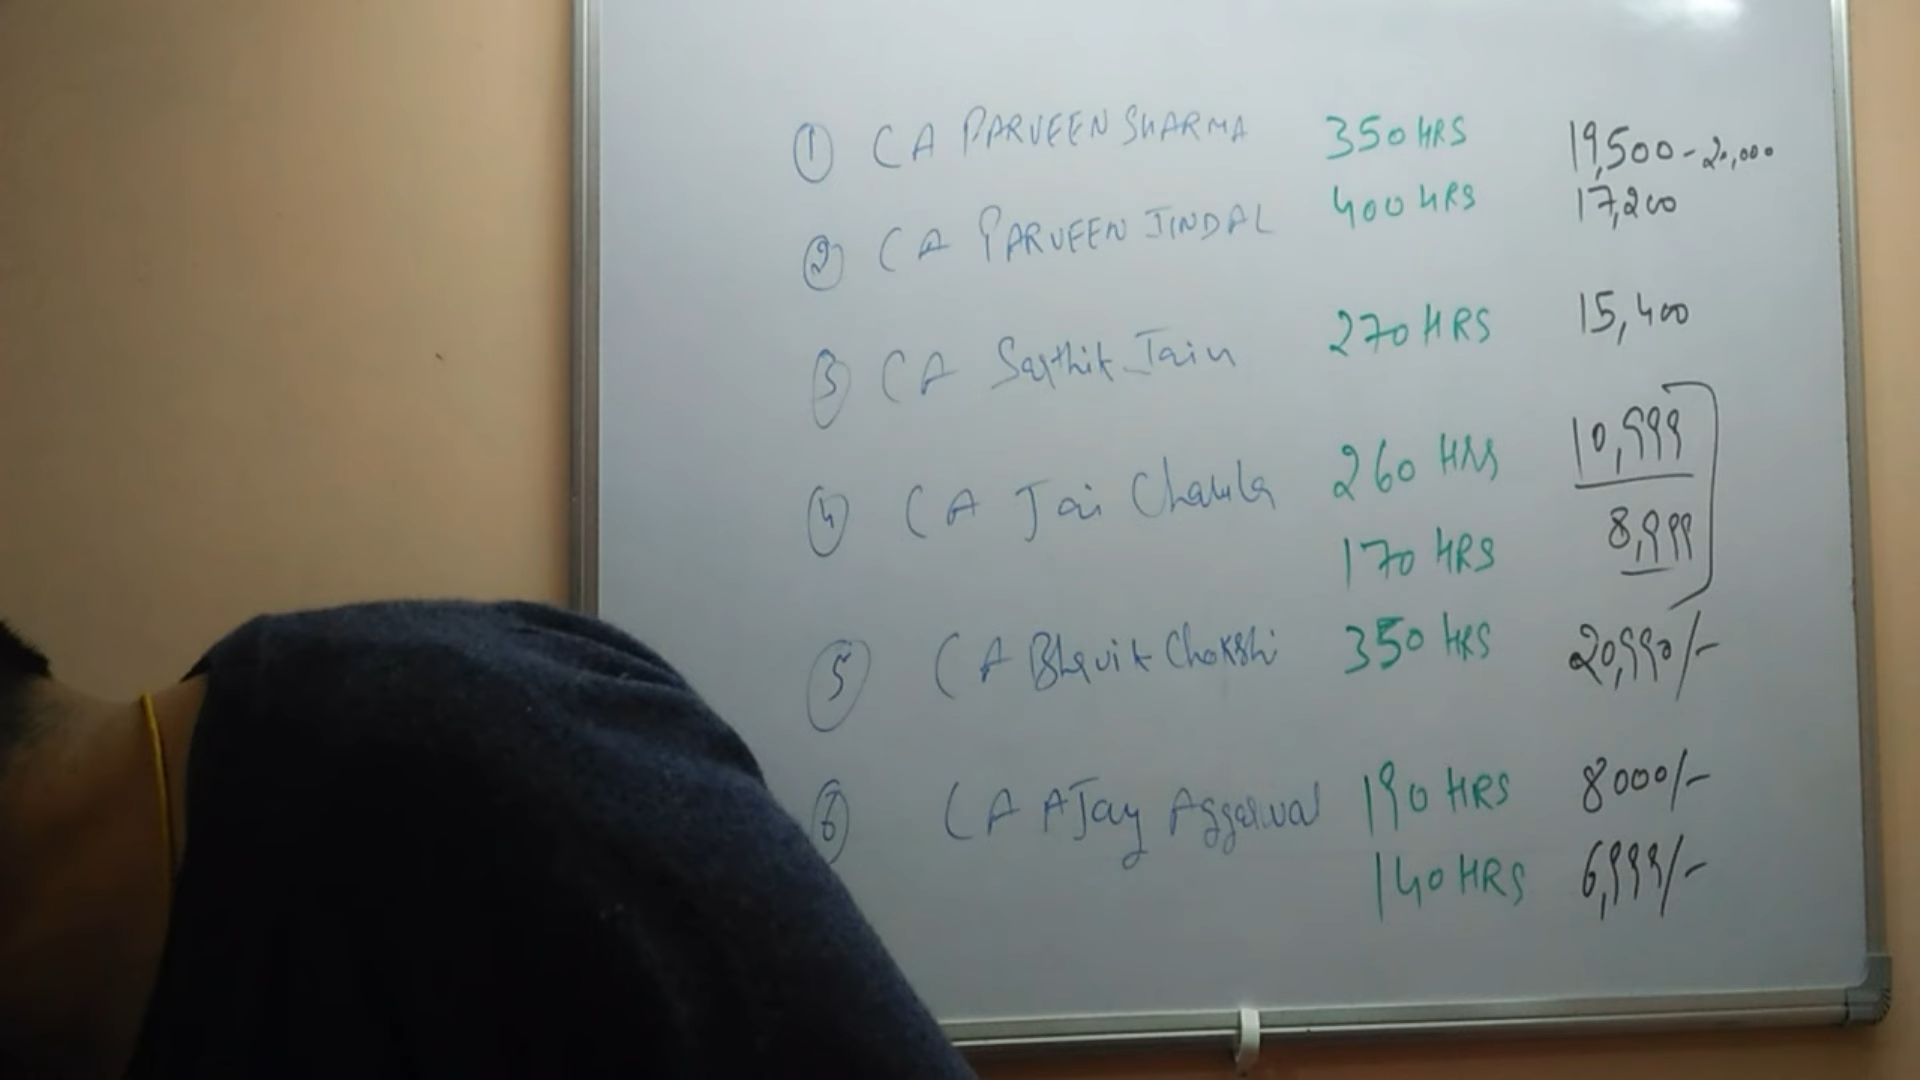 ① CA PARVEEN SHARMA 350 HRS 19,500 - 20,000
② CA PARVEEN JINDAL 400 HRS 17,200
③ CA Sarthik Jain 270 HRS 15,400
④ CA Jai Chawla 260 HRS 10,999
170 HRS 8,999
⑤ CA Bhavik Chokshi 350 HRS 20,990/-
⑥ CA AJay Aggarwal 190 HRS 8000/-
140 HRS 6,999/-